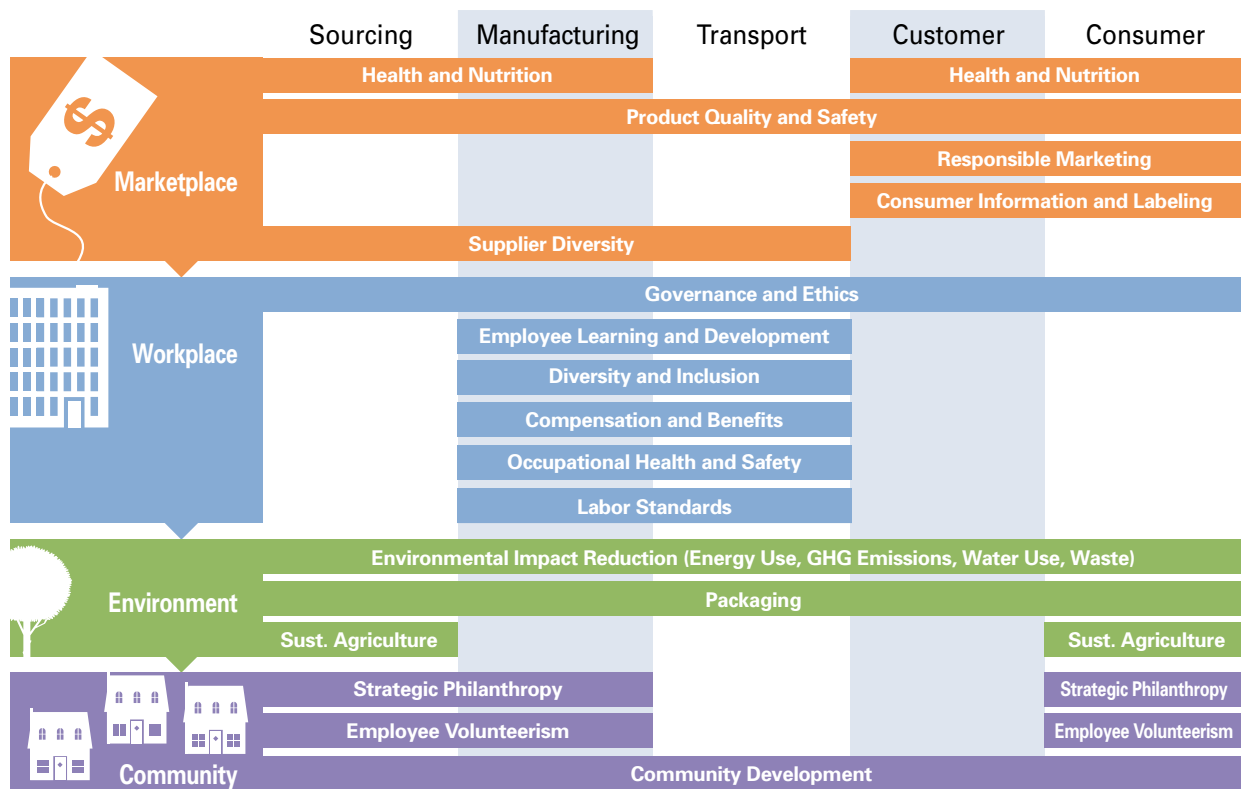 Sourcing Manufacturing Transport Customer Consumer
Health and Nutrition Health and Nutrition
Product Quality and Safety
$
Responsible Marketing
Marketplace
Consumer Information and Labeling
Supplier Diversity
Governance and Ethics
Employee Learning and Development
Workplace
Diversity and Inclusion
Compensation and Benefits
Occupational Health and Safety
Labor Standards
Environmental Impact Reduction (Energy Use, GHG Emissions, Water Use, Waste)
Environment
Packaging
Sust. Agriculture Sust. Agriculture
Strategic Philanthropy Strategic Philanthropy
Employee Volunteerism Employee Volunteerism
Community
Community Development